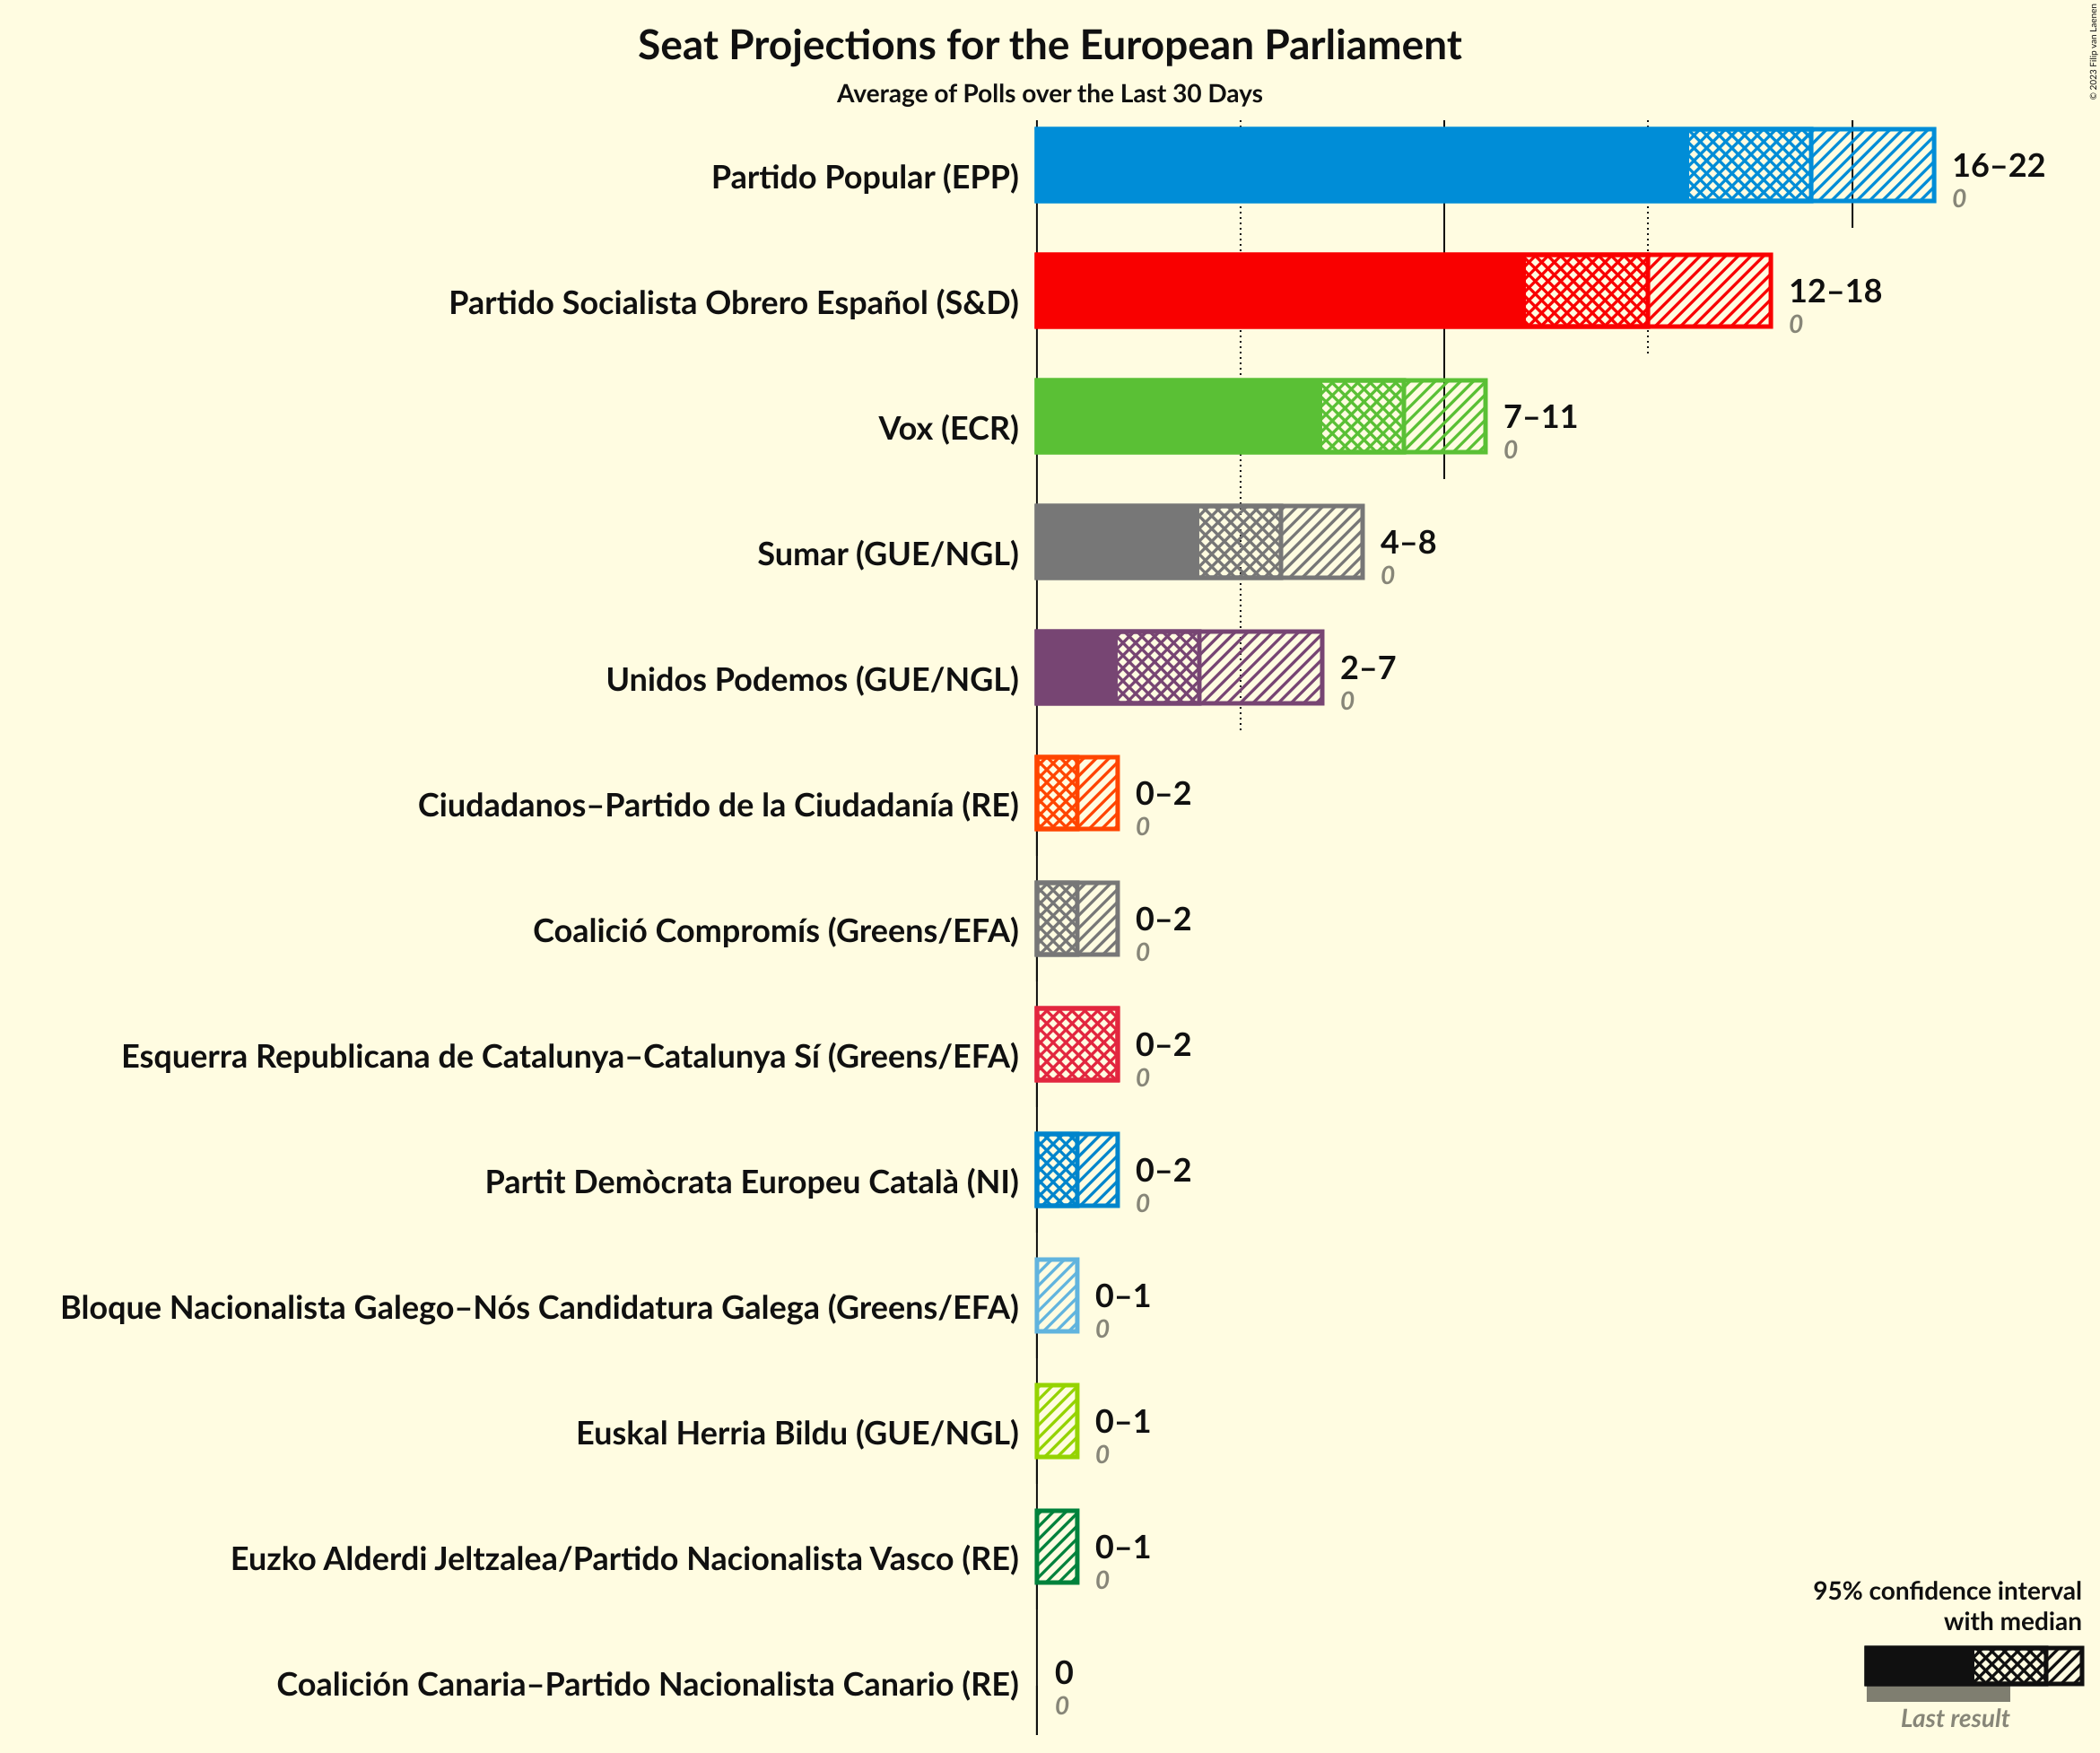 Seat Projections for the European Parliament
Average of Polls over the Last 30 Days
© 2023 Filip van Laenen
Partido Popular (EPP)
16–22
0
Partido Socialista Obrero Español (S&D)
12–18
0
Vox (ECR)
7–11
0
Sumar (GUE/NGL)
4–8
0
Unidos Podemos (GUE/NGL)
2–7
0
Ciudadanos–Partido de la Ciudadanía (RE)
0–2
0
Coalició Compromís (Greens/EFA)
0–2
0
Esquerra Republicana de Catalunya–Catalunya Sí (Greens/EFA)
0–2
0
Partit Demòcrata Europeu Català (NI)
0–2
0
Bloque Nacionalista Galego–Nós Candidatura Galega (Greens/EFA)
0–1
0
Euskal Herria Bildu (GUE/NGL)
0–1
0
Euzko Alderdi Jeltzalea/Partido Nacionalista Vasco (RE)
0–1
0
Coalición Canaria–Partido Nacionalista Canario (RE)
0
0
95% confidence interval
with median
Last result